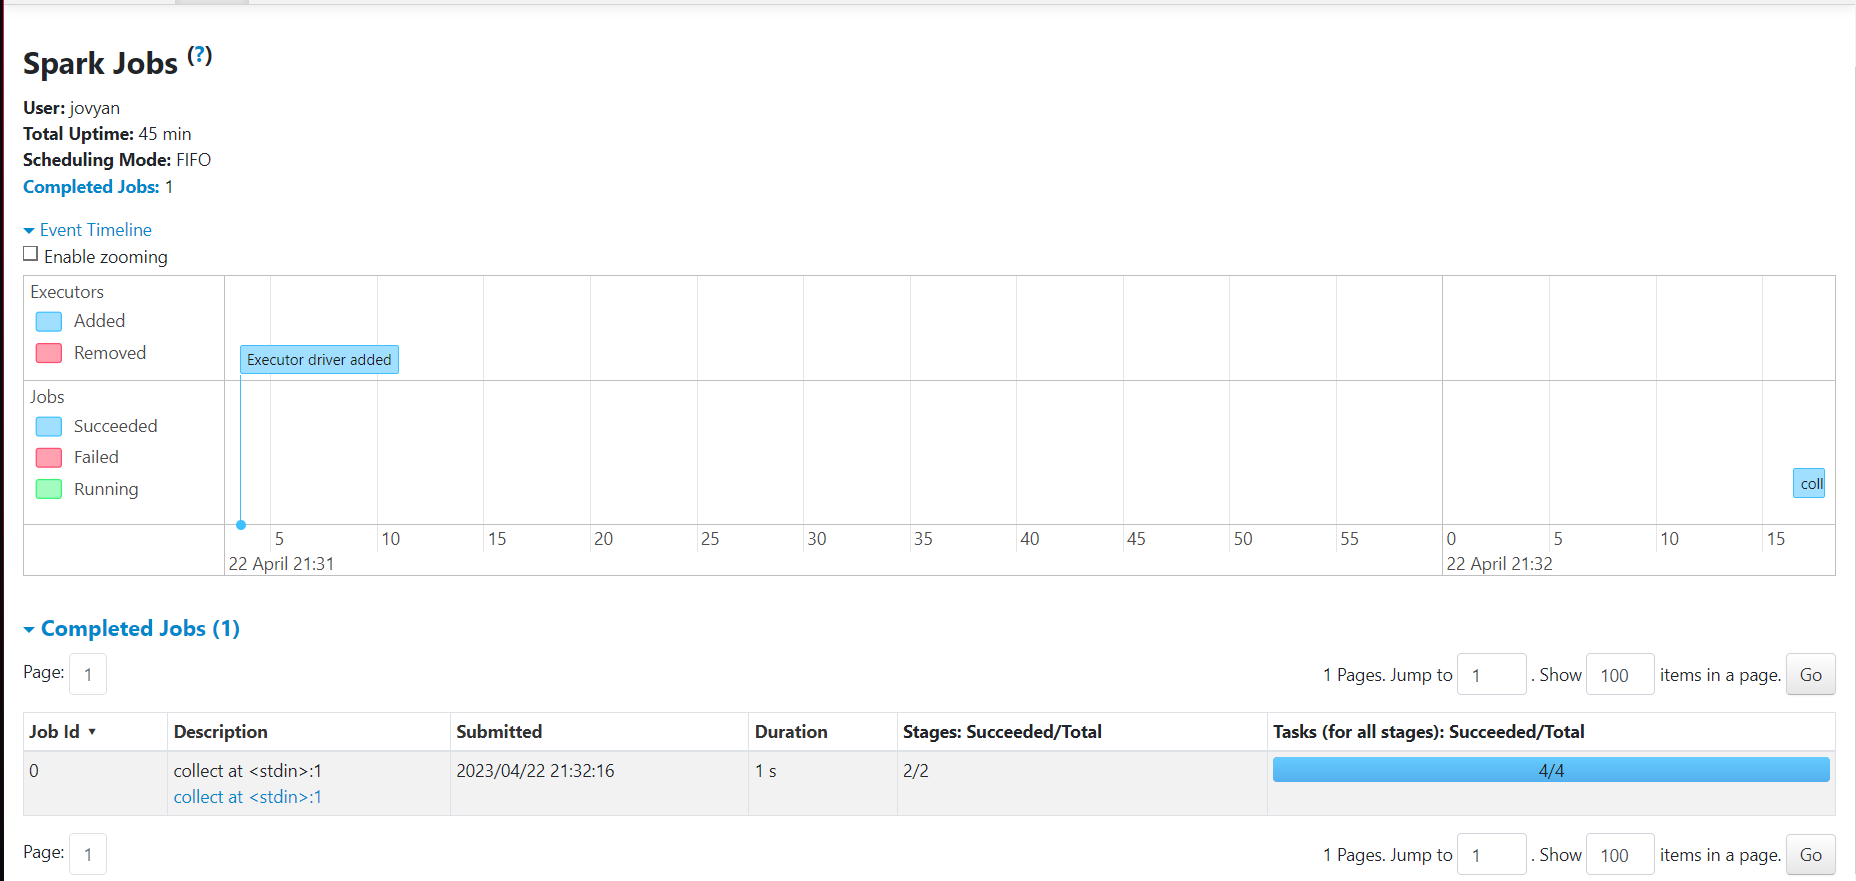 Spark Jobs (?)
User: jovyan
Total Uptime: 45 min
Scheduling Mode: FIFO
Completed Jobs: 1
Event Timeline
Enable zooming
Executors
Added
Removed
Executor driver added
Jobs
Succeeded
Failed
Running
coll
5 10 15 20 25 30 35 40 45 50 55 0 5 10 15
22 April 21:31 22 April 21:32
Completed Jobs (1)
Page: 1 1 Pages. Jump to 1 . Show 100 items in a page. Go
Job Id ▾ Description Submitted Duration Stages: Succeeded/Total Tasks (for all stages): Succeeded/Total
0 collect at <stdin>:1 2023/04/22 21:32:16 1 s 2/2 4/4
collect at <stdin>:1
Page: 1 1 Pages. Jump to 1 . Show 100 items in a page. Go